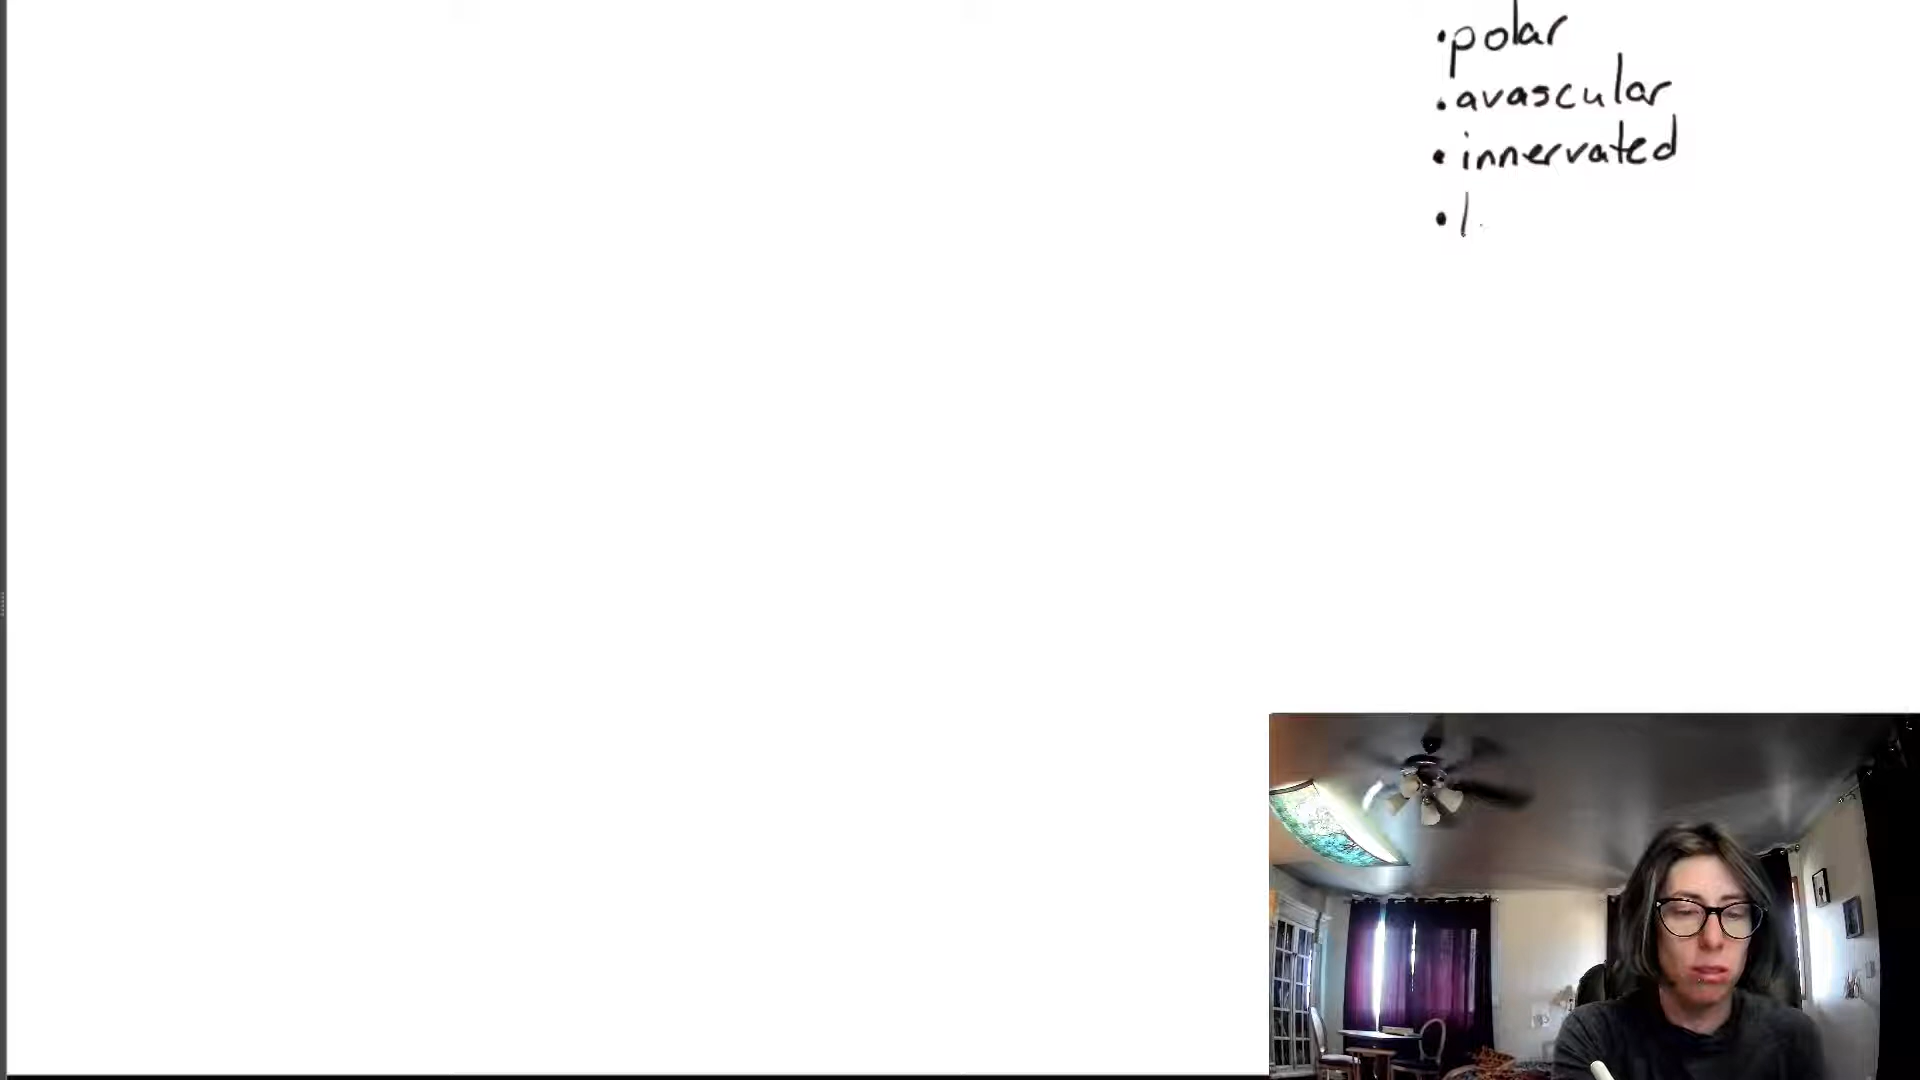 •polar
•avascular
•innervated
•